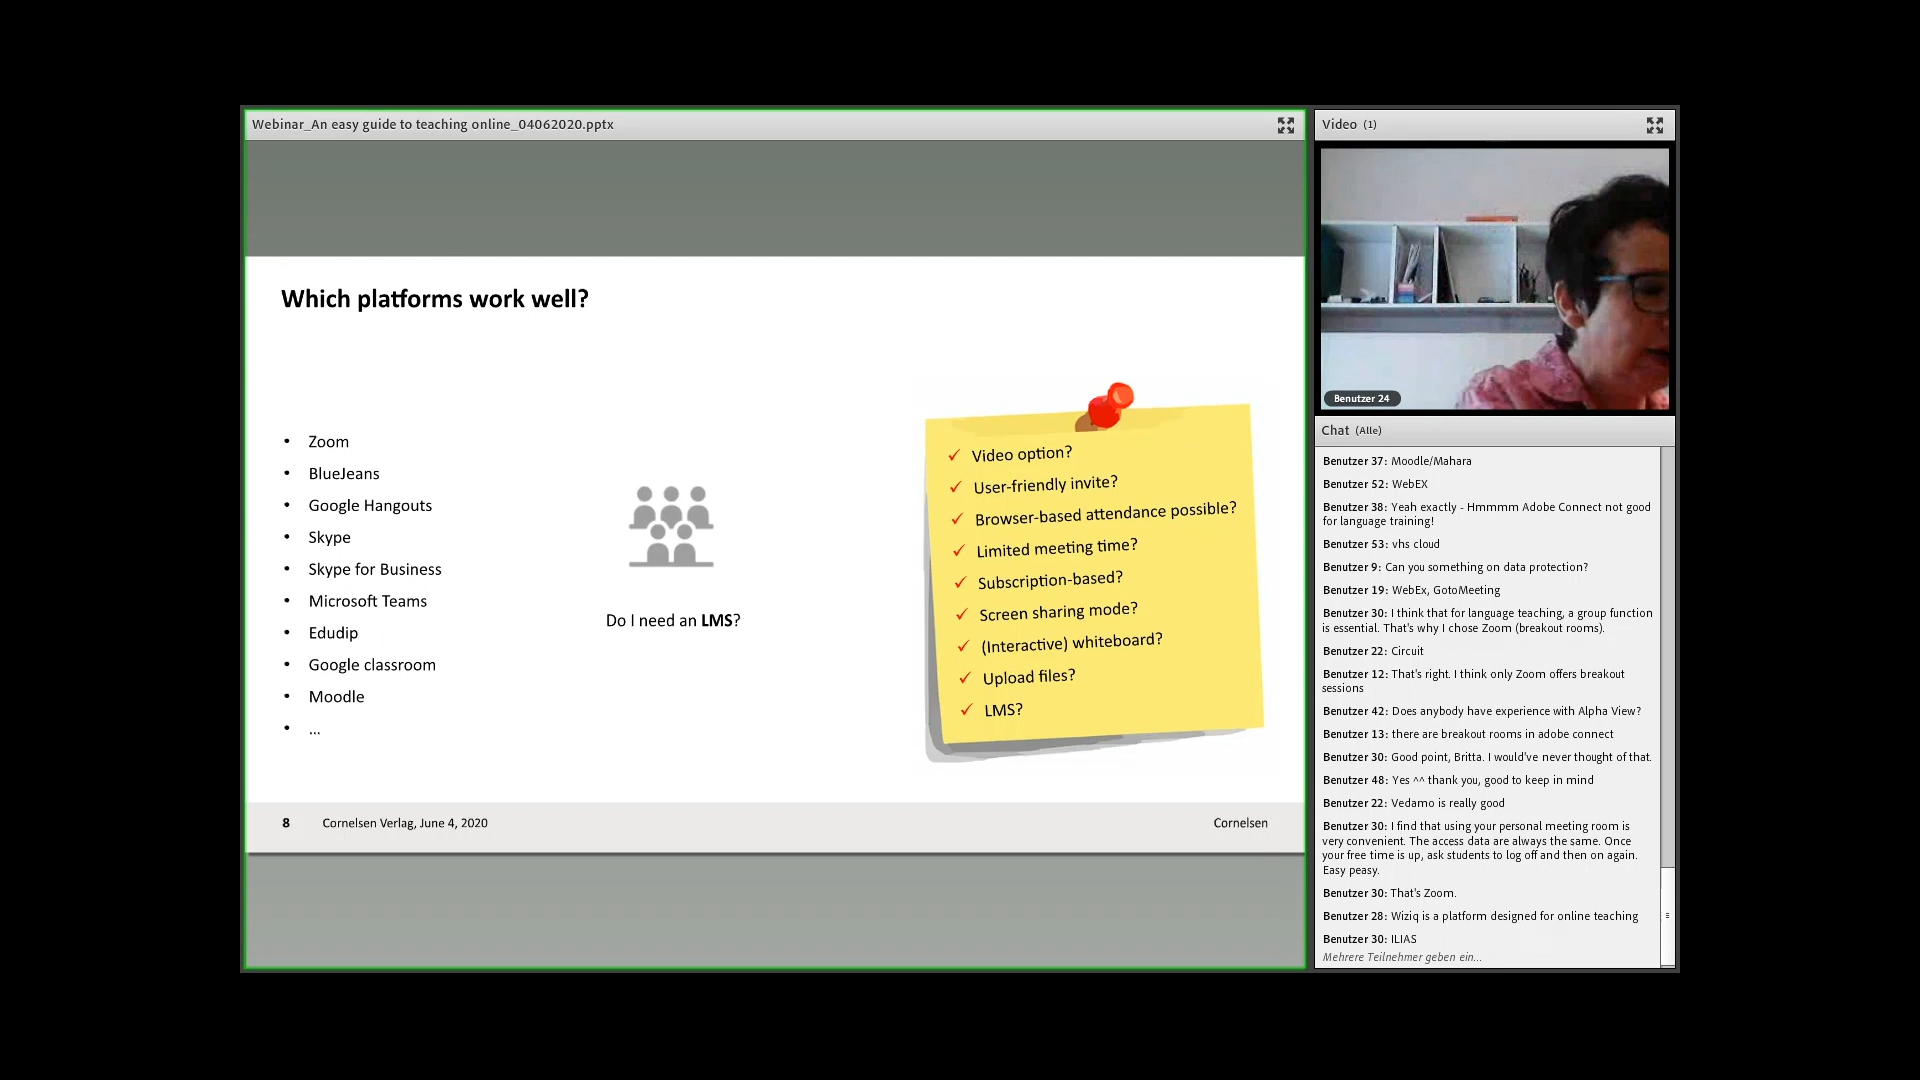 Webinar_An easy guide to teaching online_04062020.pptx
Which platforms work well?
• Zoom
• BlueJeans
• Google Hangouts
• Skype
• Skype for Business
• Microsoft Teams
• Edudip
• Google classroom
• Moodle
• ...
Do I need an LMS?
✓ Video option?
✓ User-friendly invite?
✓ Browser-based attendance possible?
✓ Limited meeting time?
✓ Subscription-based?
✓ Screen sharing mode?
✓ (Interactive) whiteboard?
✓ Upload files?
✓ LMS?
8 Cornelsen Verlag, June 4, 2020 Cornelsen
Video (1)
Benutzer 24
Chat (Alle)
Benutzer 37: Moodle/Mahara
Benutzer 52: WebEX
Benutzer 38: Yeah exactly - Hmmmm Adobe Connect not good
for language training!
Benutzer 53: vhs cloud
Benutzer 9: Can you something on data protection?
Benutzer 19: WebEx, GotoMeeting
Benutzer 30: I think that for language teaching, a group function
is essential. That's why I chose Zoom (breakout rooms).
Benutzer 22: Circuit
Benutzer 12: That's right. I think only Zoom offers breakout
sessions
Benutzer 42: Does anybody have experience with Alpha View?
Benutzer 13: there are breakout rooms in adobe connect
Benutzer 30: Good point, Britta. I would've never thought of that.
Benutzer 48: Yes ^^ thank you, good to keep in mind
Benutzer 22: Vedamo is really good
Benutzer 30: I find that using your personal meeting room is
very convenient. The access data are always the same. Once
your free time is up, ask students to log off and then on again.
Easy peasy.
Benutzer 30: That's Zoom.
Benutzer 28: Wiziq is a platform designed for online teaching
Benutzer 30: ILIAS
Mehrere Teilnehmer geben ein...